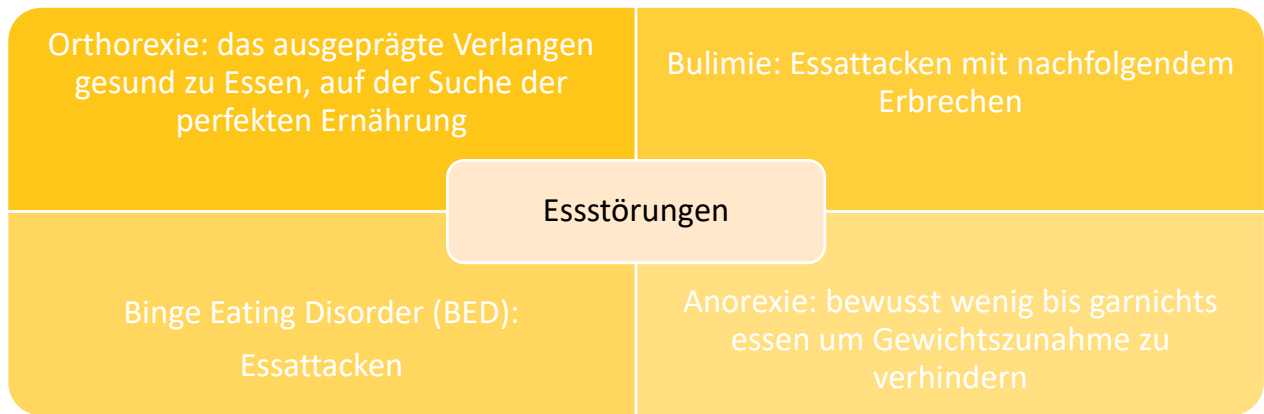 Orthorexie: das ausgeprägte Verlangen
gesund zu Essen, auf der Suche der
perfekten Ernährung
Bulimie: Essattacken mit nachfolgendem
Erbrechen
Essstörungen
Binge Eating Disorder (BED):
Essattacken
Anorexie: bewusst wenig bis garnichts
essen um Gewichtszunahme zu
verhindern